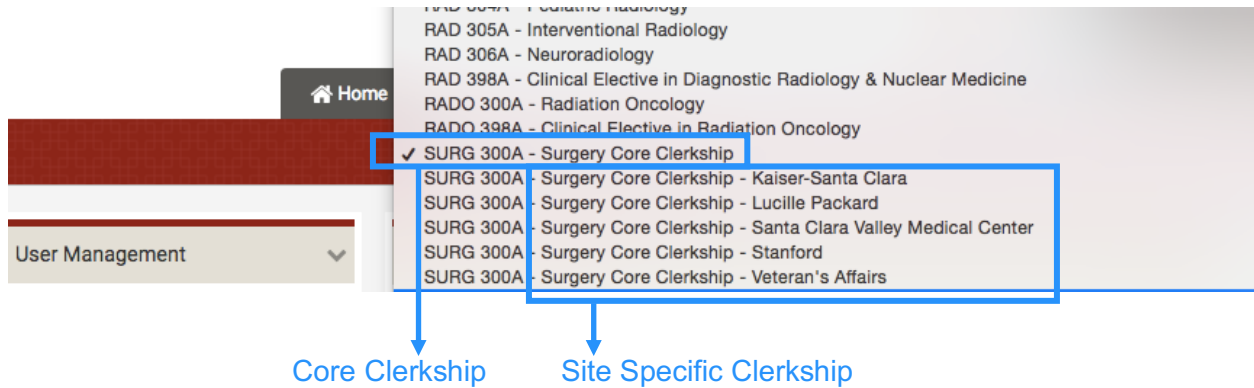 RAD 304A - Pediatric Radiology
RAD 305A - Interventional Radiology
RAD 306A - Neuroradiology
RAD 398A - Clinical Elective in Diagnostic Radiology & Nuclear Medicine
Home
RADO 300A - Radiation Oncology
RADO 398A - Clinical Elective in Radiation Oncology
✓ SURG 300A - Surgery Core Clerkship
SURG 300A - Surgery Core Clerkship - Kaiser-Santa Clara
SURG 300A - Surgery Core Clerkship - Lucille Packard
SURG 300A - Surgery Core Clerkship - Santa Clara Valley Medical Center
User Management
SURG 300A - Surgery Core Clerkship - Stanford
SURG 300A - Surgery Core Clerkship - Veteran's Affairs
Core Clerkship
Site Specific Clerkship